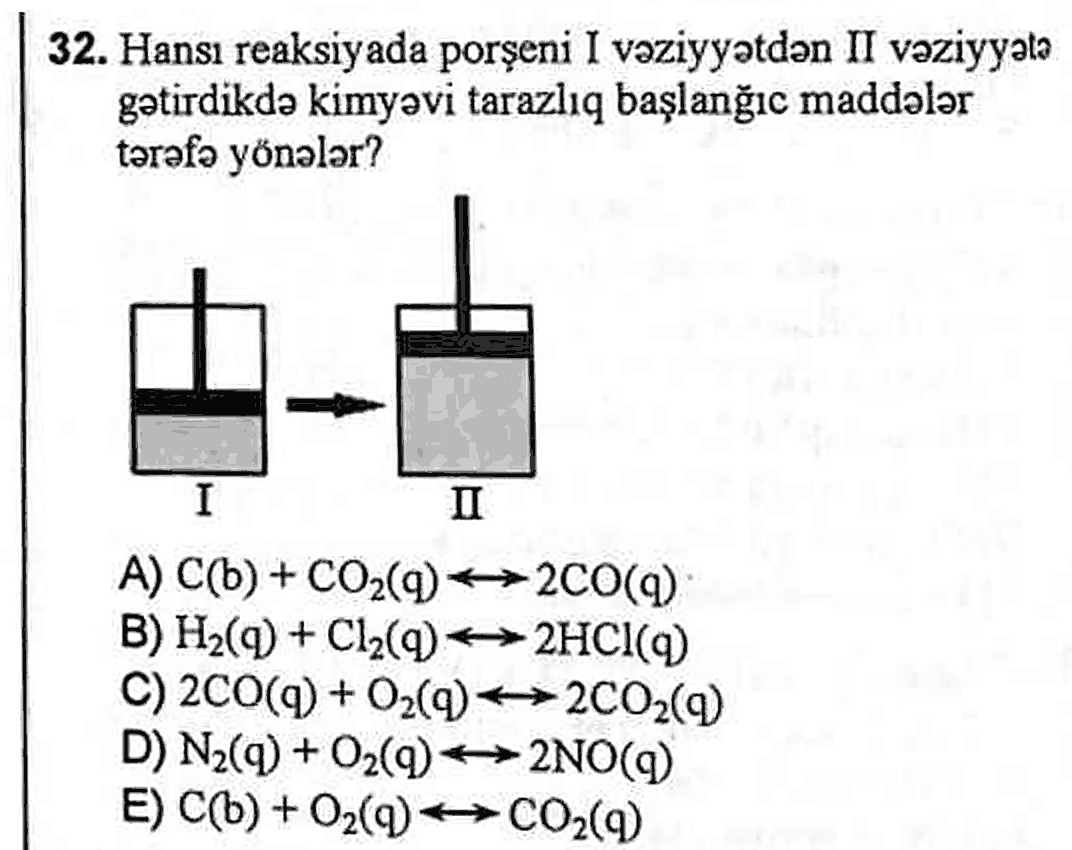 32. Hansı reaksiyada porşeni I vəziyyətdən II vəziyyətə
gətirdikdə kimyəvi tarazlıq başlanğıc maddələr
tərəfə yönələr?
I
II
A) C(b) + CO₂(q) ⟷ 2CO(q)
B) H₂(q) + Cl₂(q) ⟷ 2HCl(q)
C) 2CO(q) + O₂(q) ⟷ 2CO₂(q)
D) N₂(q) + O₂(q) ⟷ 2NO(q)
E) C(b) + O₂(q) ⟷ CO₂(q)